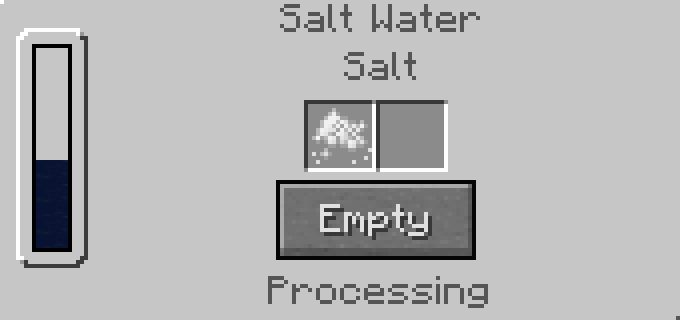 Salt Water
Salt
Empty
Processing